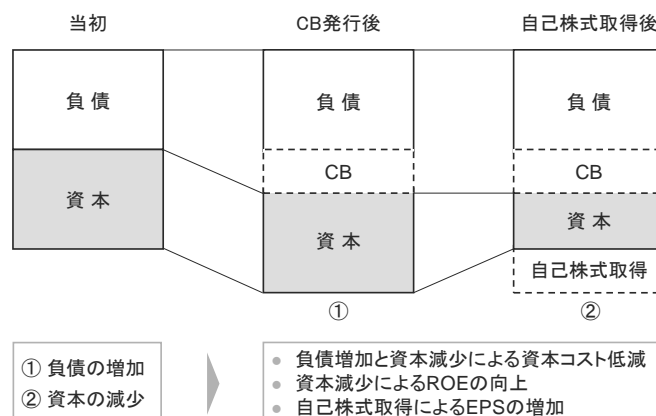 当初
CB発行後
自己株式取得後
負 債
負 債
負 債
CB
CB
資 本
資 本
資 本
自己株式取得
①
②
① 負債の増加
② 資本の減少
● 負債増加と資本減少による資本コスト低減
● 資本減少によるROEの向上
● 自己株式取得によるEPSの増加